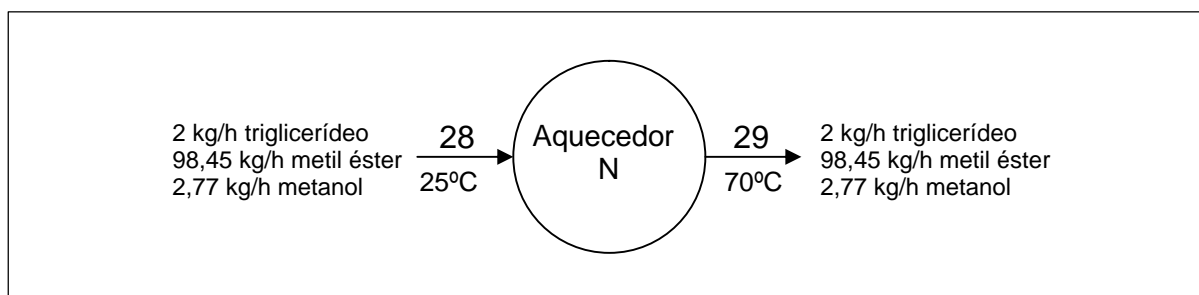 2 kg/h triglicerídeo
98,45 kg/h metil éster
2,77 kg/h metanol
28
25ºC
Aquecedor
N
29
70ºC
2 kg/h triglicerídeo
98,45 kg/h metil éster
2,77 kg/h metanol